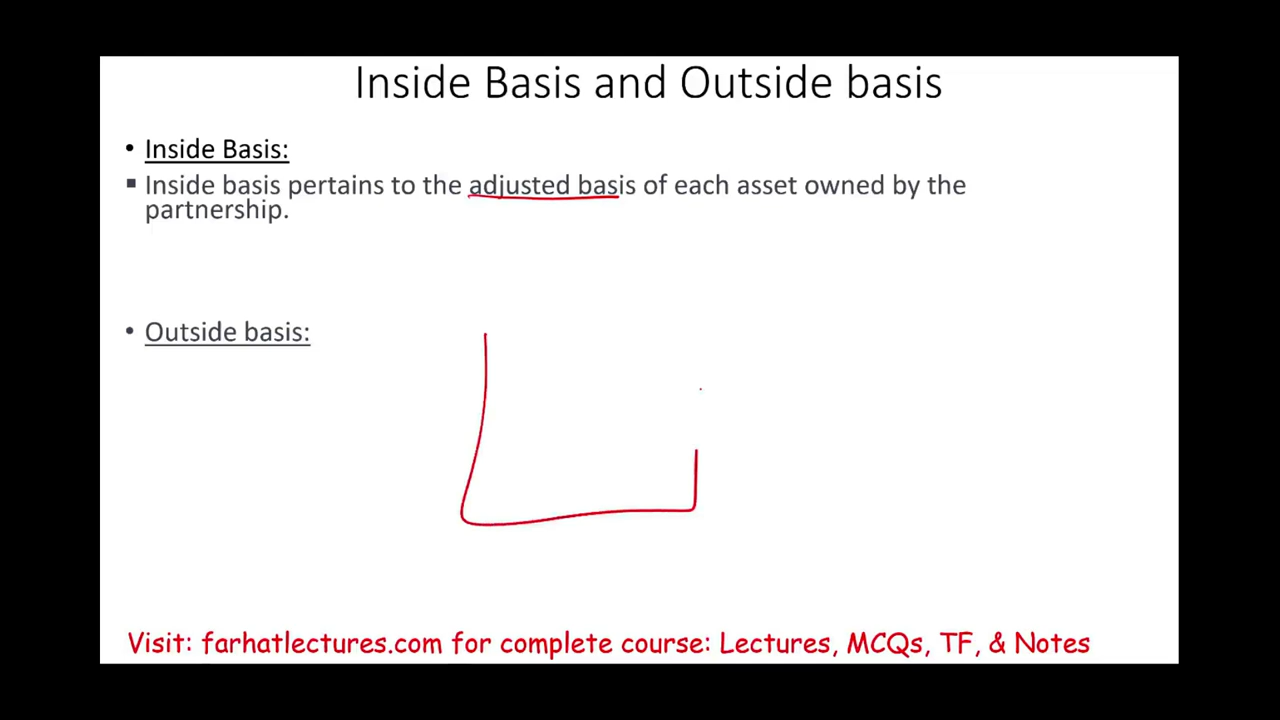 Inside Basis and Outside basis
• Inside Basis:
▪ Inside basis pertains to the adjusted basis of each asset owned by the
partnership.
• Outside basis:
Visit: farhatlectures.com for complete course: Lectures, MCQs, TF, & Notes